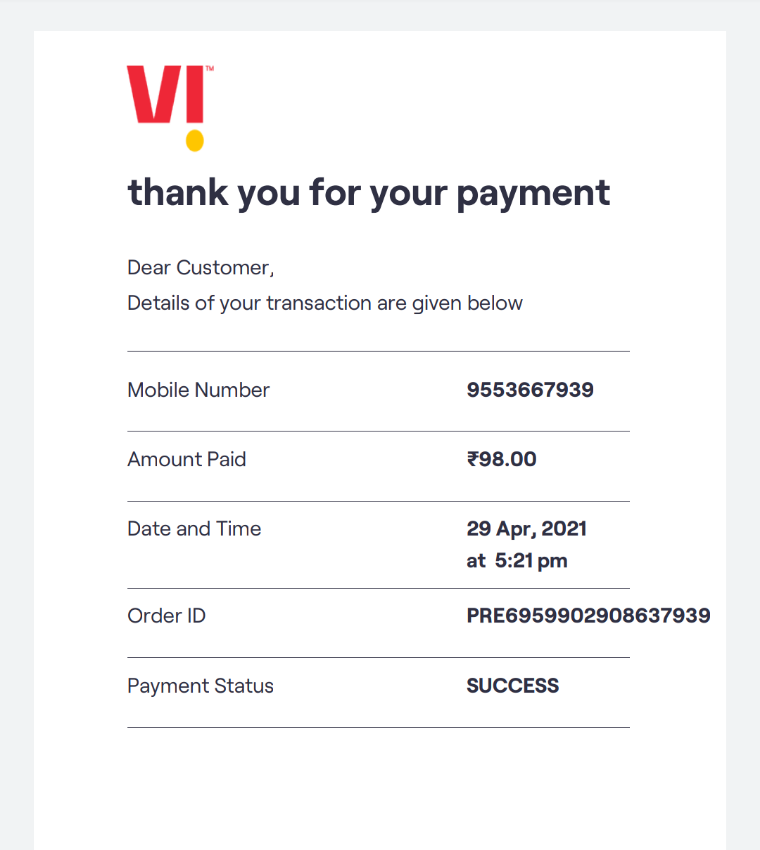 VI™
thank you for your payment
Dear Customer,
Details of your transaction are given below
Mobile Number 9553667939
Amount Paid ₹98.00
Date and Time 29 Apr, 2021
at 5:21 pm
Order ID PRE6959902908637939
Payment Status SUCCESS